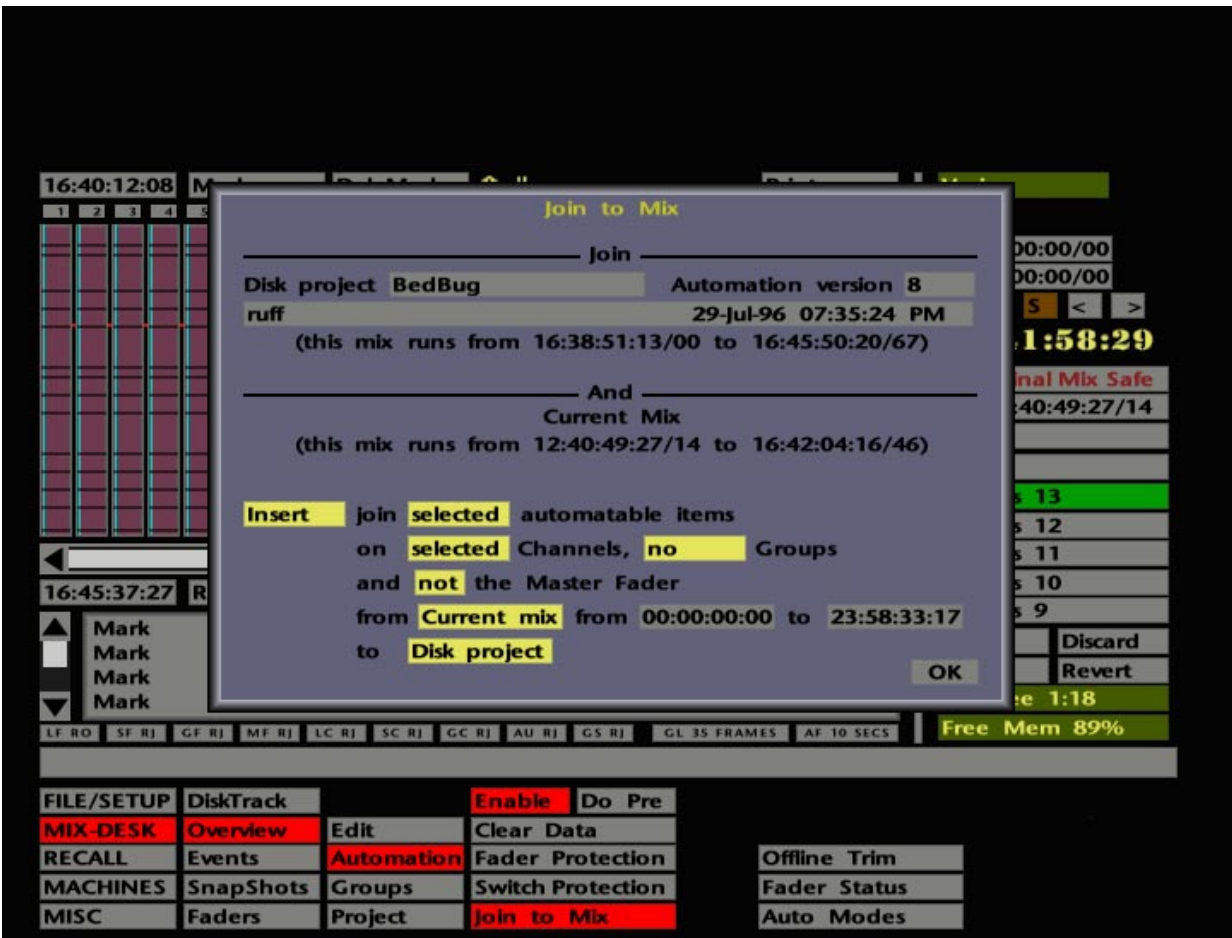 16:40:12:08
1 2 3 4 5
Join to Mix
Join
Disk project BedBug Automation version 8
ruff 29-Jul-96 07:35:24 PM
(this mix runs from 16:38:51:13/00 to 16:45:50:20/67)
And
Current Mix
(this mix runs from 12:40:49:27/14 to 16:42:04:16/46)
Insert join selected automatable items
on selected Channels, no Groups
and not the Master Fader
from Current mix from 00:00:00:00 to 23:58:33:17
to Disk project
OK
00:00/00
00:00/00
S < >
1:58:29
inal Mix Safe
:40:49:27/14
s 13
s 12
s 11
s 10
s 9
Discard
Revert
ee 1:18
Free Mem 89%
16:45:37:27 R
Mark
Mark
Mark
Mark
LF RO SF RJ GF RJ MF RJ LC RJ SC RJ GC RJ AU RJ GS RJ GL 35 FRAMES AF 10 SECS
FILE/SETUP DiskTrack Enable Do Pre
MIX-DESK Overview Edit Clear Data
RECALL Events Automation Fader Protection Offline Trim
MACHINES SnapShots Groups Switch Protection Fader Status
MISC Faders Project Join to Mix Auto Modes